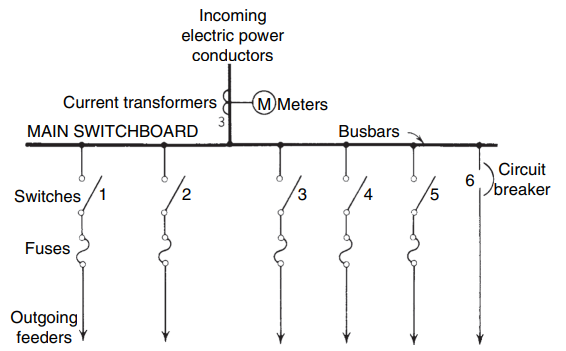 Incoming
electric power
conductors
Current transformers
M
Meters
3
MAIN SWITCHBOARD
Busbars
Switches
1
2
3
4
5
6
Circuit
breaker
Fuses
Outgoing
feeders